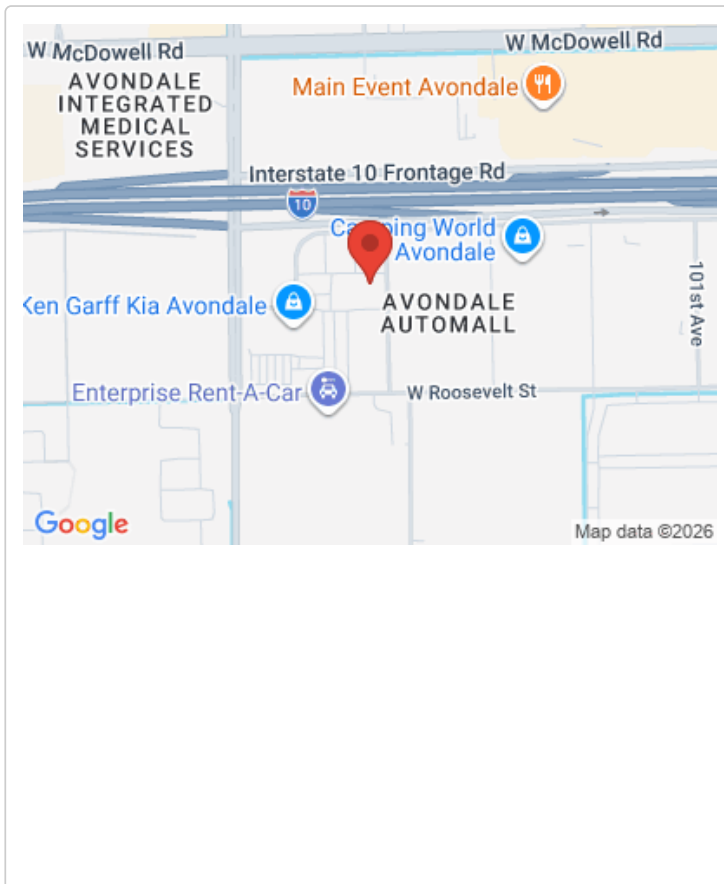 W McDowell Rd
W McDowell Rd
AVONDALE
INTEGRATED
MEDICAL
SERVICES
Main Event Avondale
Interstate 10 Frontage Rd
10
World
Avondale
101st Ave
Ken Garff Kia Avondale
AVONDALE
AUTOMALL
Enterprise Rent-A-Car
W Roosevelt St
Google
Map data ©2026